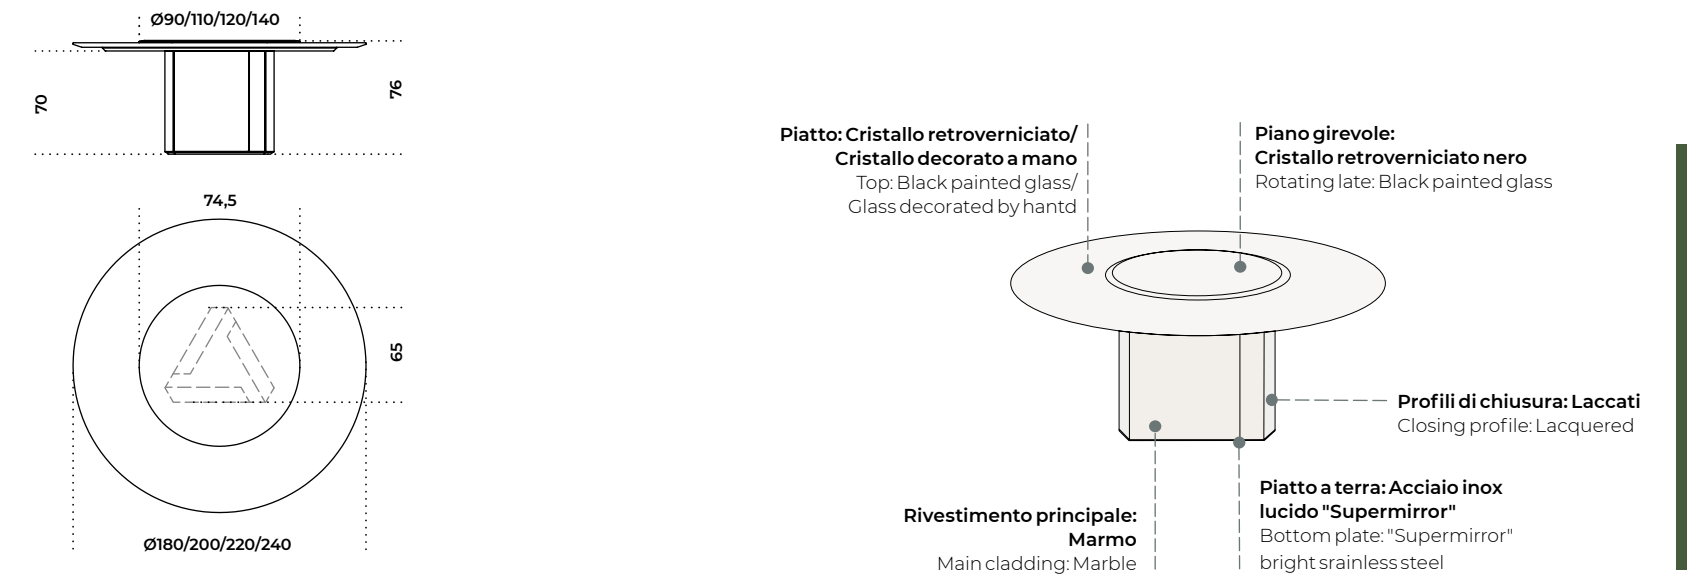 Ø90/110/120/140
70
76
74,5
65
Ø180/200/220/240
Piatto: Cristallo retroverniciato/
Cristallo decorato a mano
Top: Black painted glass/
Glass decorated by hantd
Piano girevole:
Cristallo retroverniciato nero
Rotating late: Black painted glass
Profili di chiusura: Laccati
Closing profile: Lacquered
Rivestimento principale:
Marmo
Main cladding: Marble
Piatto a terra: Acciaio inox
lucido "Supermirror"
Bottom plate: "Supermirror"
bright srainless steel